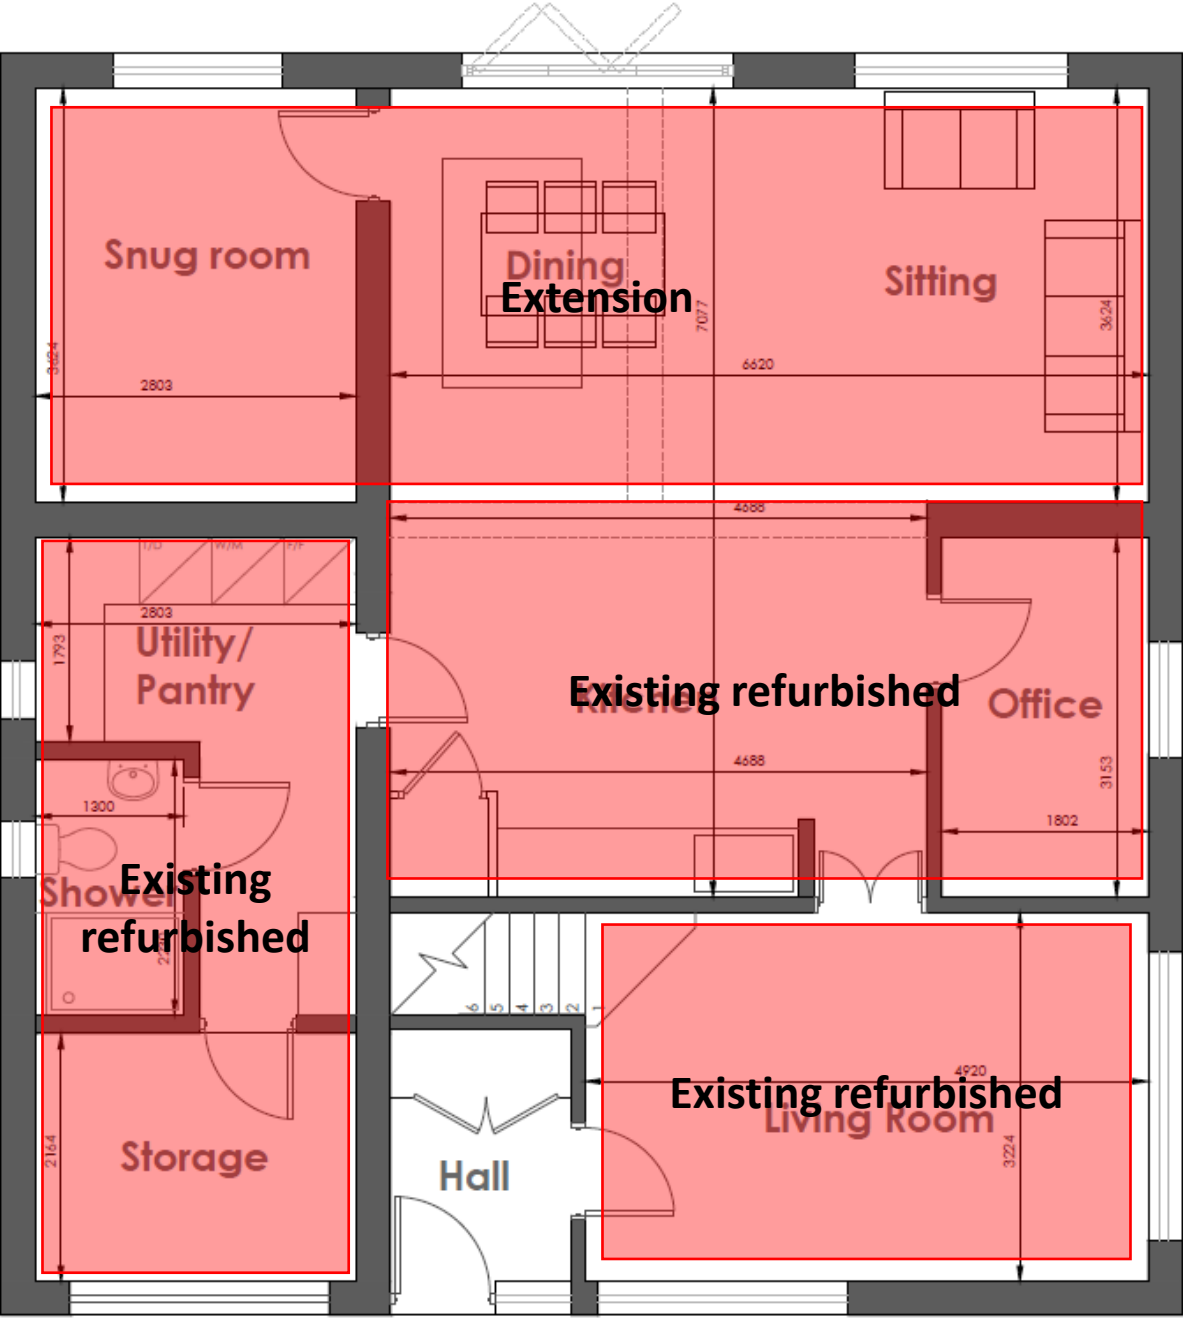 Snug room
Dining
Extension
Sitting
3624
7077
3624
6620
2803
4688
T/D
W/M
F/F
2803
1793
Utility/
Pantry
Existing refurbished
Kitchen
Office
4688
3153
1300
1802
Shower
Existing
refurbished
6
5
4
3
2
1
4920
Existing refurbished
Living Room
3224
2164
Storage
Hall